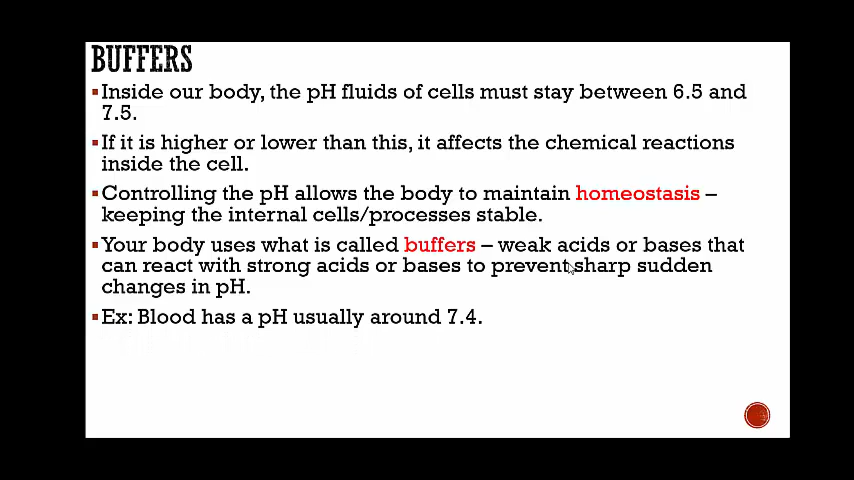 BUFFERS
▪Inside our body, the pH fluids of cells must stay between 6.5 and
7.5.
▪If it is higher or lower than this, it affects the chemical reactions
inside the cell.
▪Controlling the pH allows the body to maintain homeostasis –
keeping the internal cells/processes stable.
▪Your body uses what is called buffers – weak acids or bases that
can react with strong acids or bases to prevent sharp sudden
changes in pH.
▪Ex: Blood has a pH usually around 7.4.